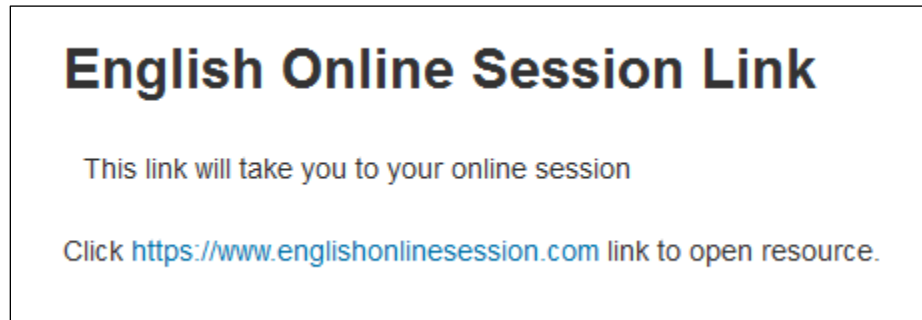 English Online Session Link
This link will take you to your online session
Click https://www.englishonlinesession.com link to open resource.